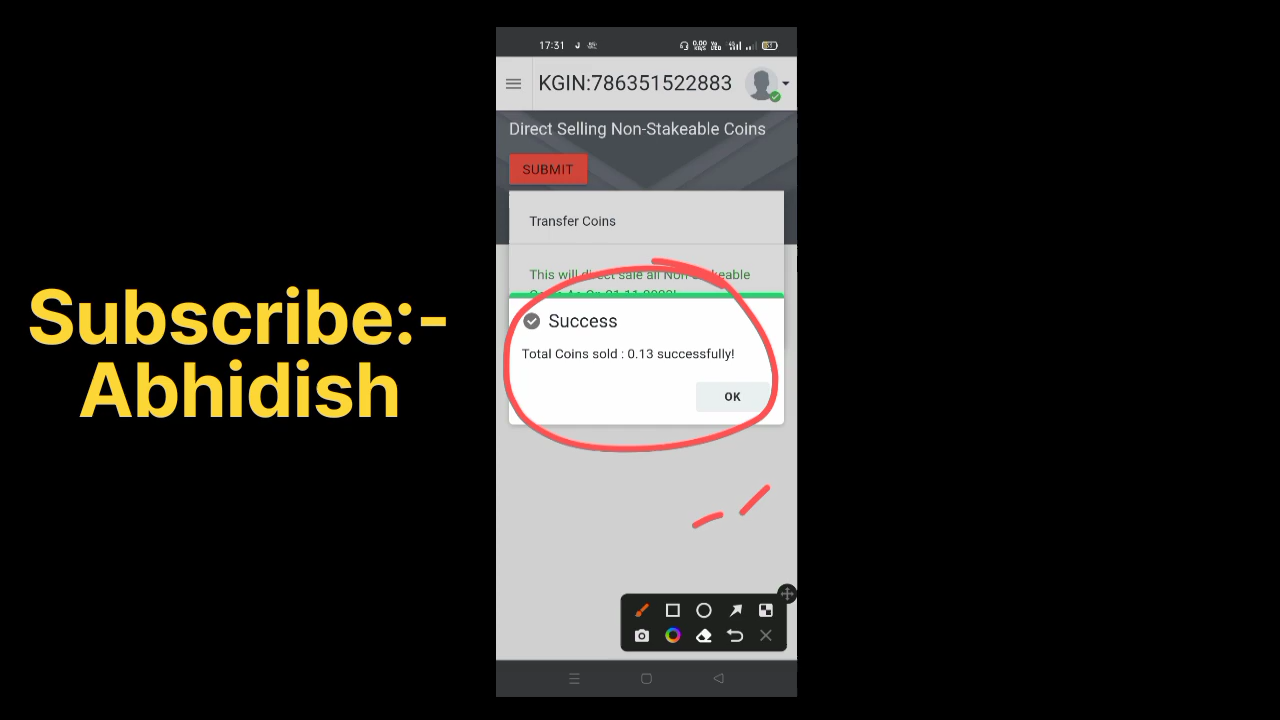 Subscribe:-
Abhidish
17:31
KGIN:786351522883
Direct Selling Non-Stakeable Coins
SUBMIT
Transfer Coins
This will direct sale all Non-Stakeable
Success
Total Coins sold : 0.13 successfully!
OK